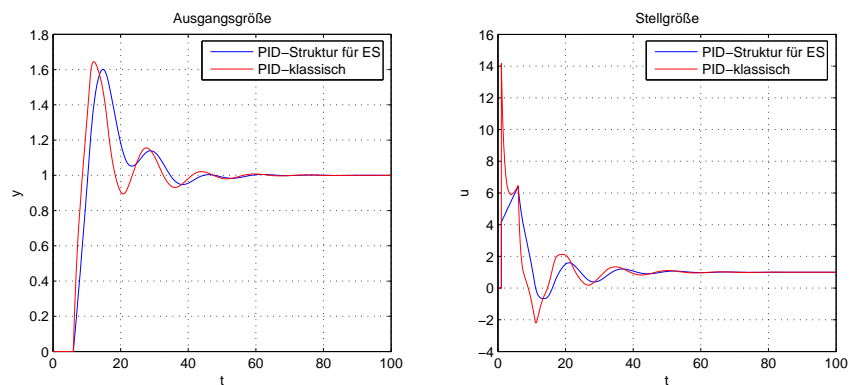 Ausgangsgröße
1.8
1.6
1.4
1.2
1
0.8
0.6
0.4
0.2
0
y
0 20 40 60 80 100
t
PID−Struktur für ES
PID−klassisch
Stellgröße
16
14
12
10
8
6
4
2
0
−2
−4
u
0 20 40 60 80 100
t
PID−Struktur für ES
PID−klassisch